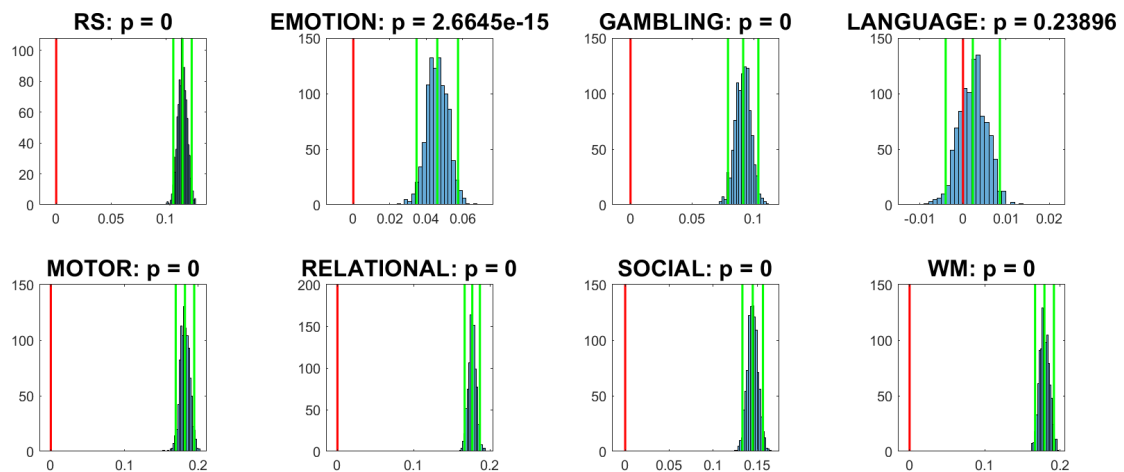 RS: p = 0
EMOTION: p = 2.6645e-15
GAMBLING: p = 0
LANGUAGE: p = 0.23896
100
80
60
40
20
0
0 0.05 0.1
150
100
50
0
0 0.02 0.04 0.06
150
100
50
0
0 0.05 0.1
150
100
50
0
-0.01 0 0.01 0.02
MOTOR: p = 0
RELATIONAL: p = 0
SOCIAL: p = 0
WM: p = 0
150
100
50
0
0 0.1 0.2
200
150
100
50
0
0 0.1 0.2
150
100
50
0
0 0.05 0.1 0.15
150
100
50
0
0 0.1 0.2